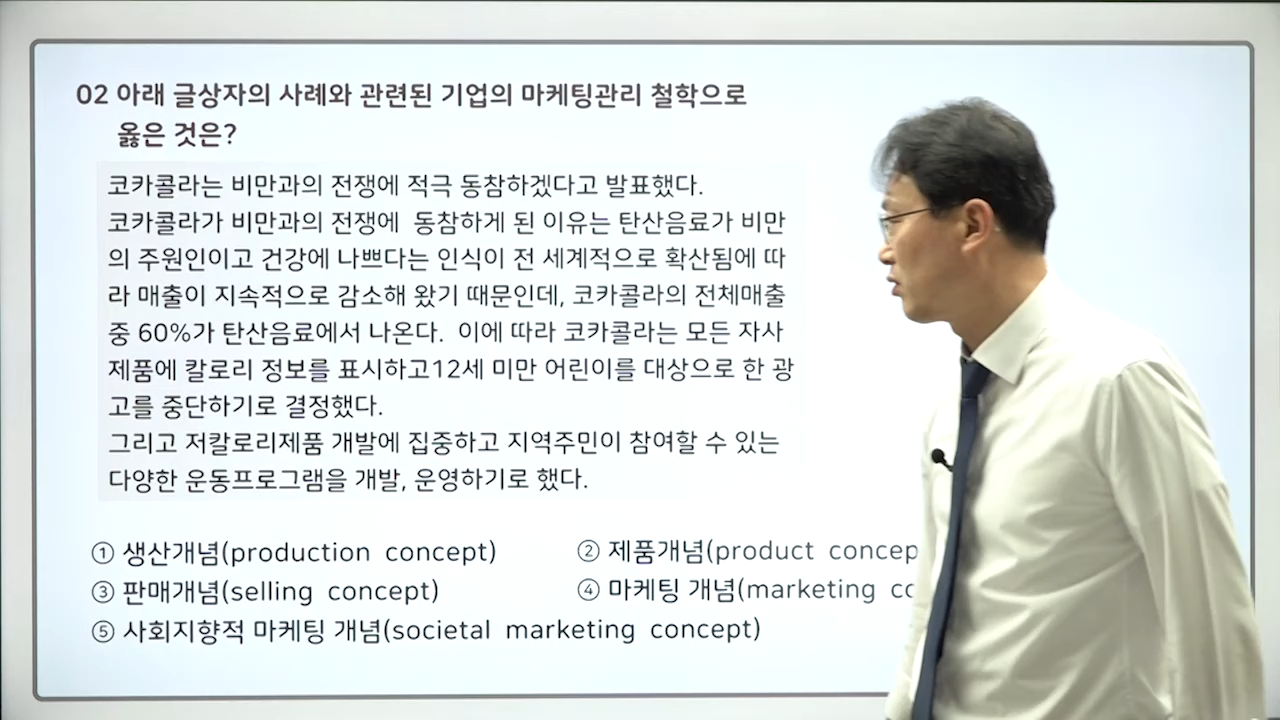 02 아래 글상자의 사례와 관련된 기업의 마케팅관리 철학으로
옳은 것은?
코카콜라는 비만과의 전쟁에 적극 동참하겠다고 발표했다.
코카콜라가 비만과의 전쟁에 동참하게 된 이유는 탄산음료가 비만
의 주원인이고 건강에 나쁘다는 인식이 전 세계적으로 확산됨에 따
라 매출이 지속적으로 감소해 왔기 때문인데, 코카콜라의 전체매출
중 60%가 탄산음료에서 나온다. 이에 따라 코카콜라는 모든 자사
제품에 칼로리 정보를 표시하고12세 미만 어린이를 대상으로 한 광
고를 중단하기로 결정했다.
그리고 저칼로리제품 개발에 집중하고 지역주민이 참여할 수 있는
다양한 운동프로그램을 개발, 운영하기로 했다.
① 생산개념(production concept) ② 제품개념(product
③ 판매개념(selling concept) ④ 마케팅 개념(marketing
⑤ 사회지향적 마케팅 개념(societal marketing concept)